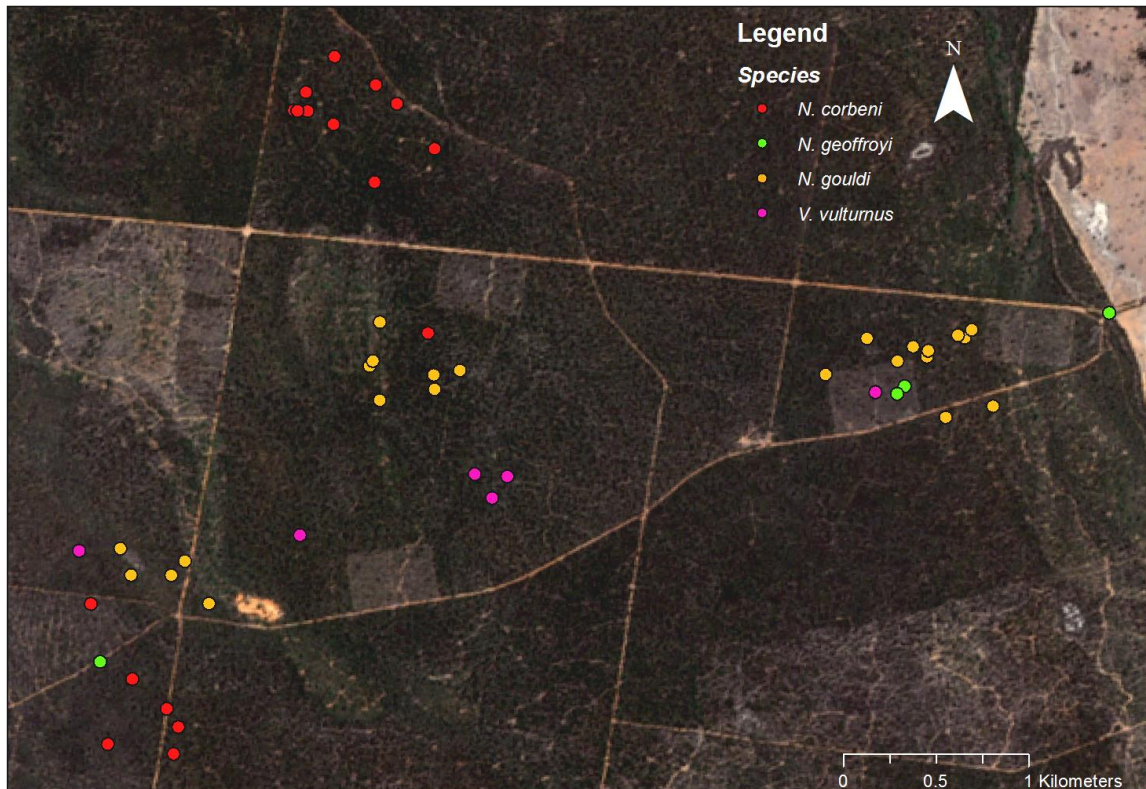 Legend
N
Species
N. corbeni
N. geoffroyi
N. gouldi
V. vulturnus
0 0.5 1 Kilometers